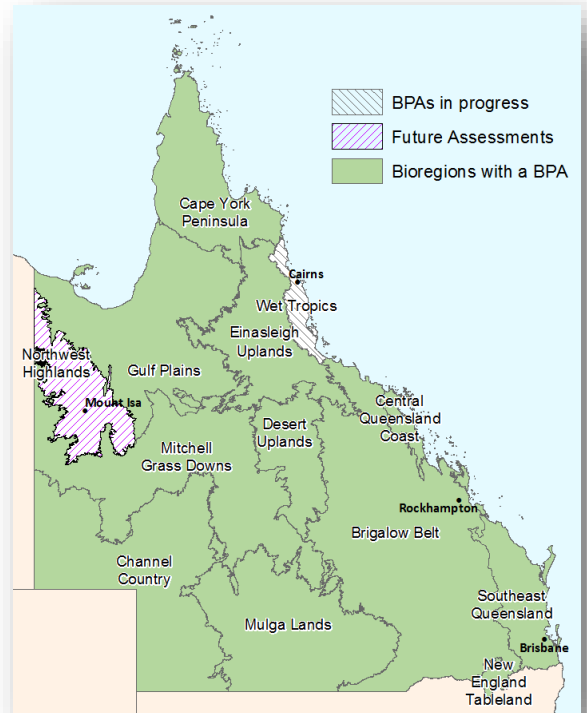 BPAs in progress
Future Assessments
Bioregions with a BPA
Cape York
Peninsula
Cairns
Wet Tropics
Einasleigh
Uplands
Northwest
Highlands
Gulf Plains
Mount Isa
Central
Queensland
Coast
Desert
Uplands
Mitchell
Grass Downs
Rockhampton
Brigalow Belt
Channel
Country
Southeast
Queensland
Mulga Lands
Brisbane
New
England
Tableland